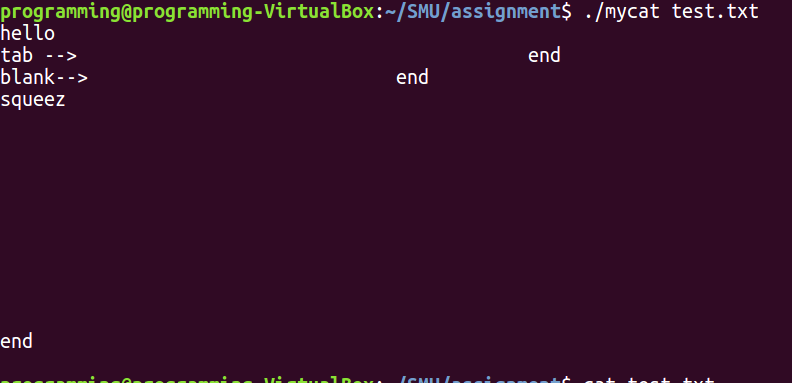 programming@programming-VirtualBox:~/SMU/assignment$ ./mycat test.txt
hello
tab -->                                         end
blank-->                            end
squeez
end
programming@programming-VirtualBox:~/SMU/assignment$ cat test.txt